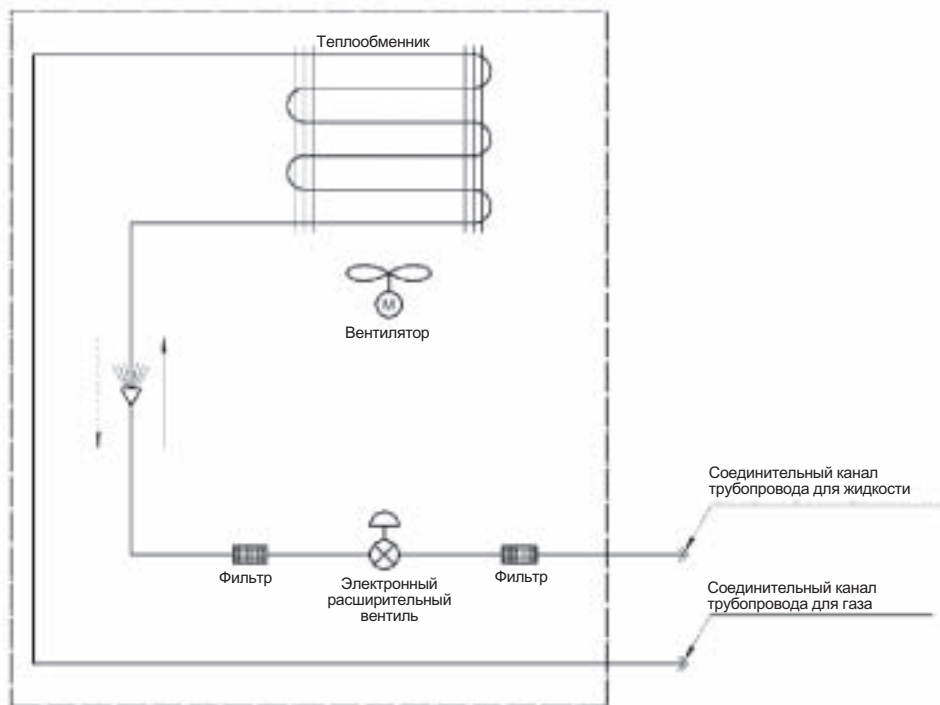 Теплообменник
M
Вентилятор
Соединительный канал
трубопровода для жидкости
Фильтр
Электронный
расширительный
вентиль
Фильтр
Соединительный канал
трубопровода для газа